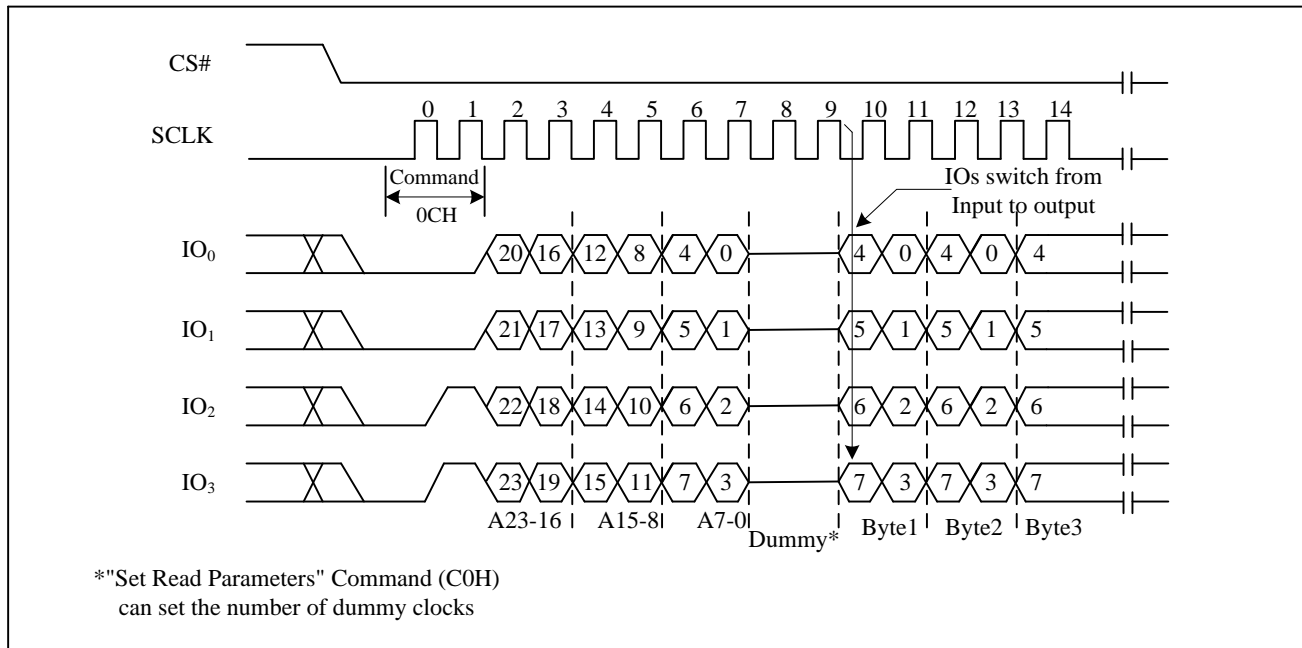 CS#
0 1 2 3 4 5 6 7 8 9 10 11 12 13 14
SCLK
Command
0CH
IOs switch from
Input to output
IO0 20 16 12 8 4 0 4 0 4 0 4
IO1 21 17 13 9 5 1 5 1 5 1 5
IO2 22 18 14 10 6 2 6 2 6 2 6
IO3 23 19 15 11 7 3 7 3 7 3 7
A23-16 A15-8 A7-0 Dummy* Byte1 Byte2 Byte3
*"Set Read Parameters" Command (C0H)
can set the number of dummy clocks